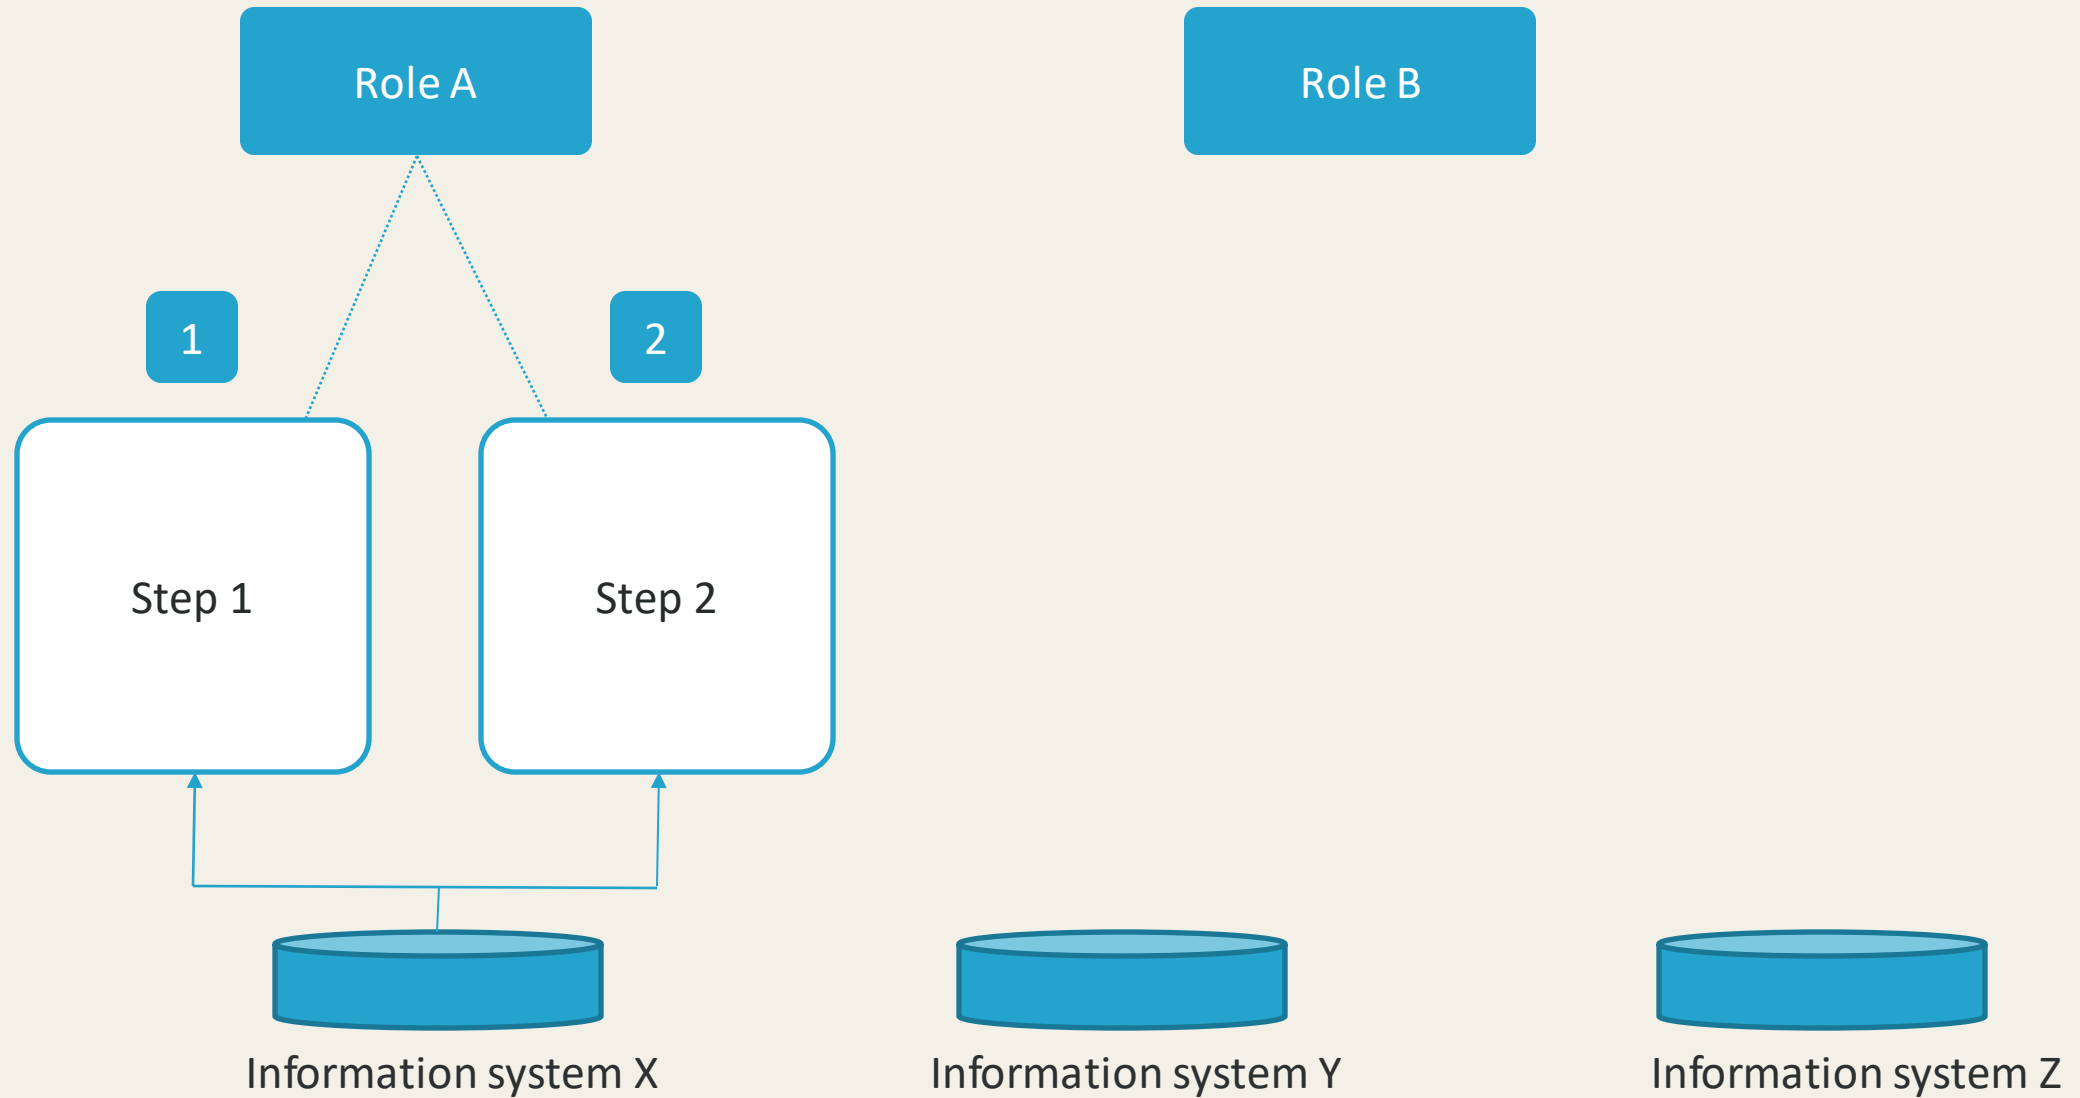 Role A
Role B
1
2
Step 1
Step 2
Information system X
Information system Y
Information system Z